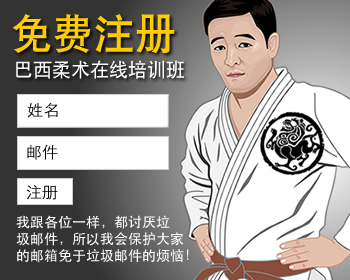 免费注册
巴西柔术在线培训班
姓名
邮件
注册
我跟各位一样，都讨厌垃
圾邮件，所以我会保护大家
的邮箱免于垃圾邮件的烦恼!